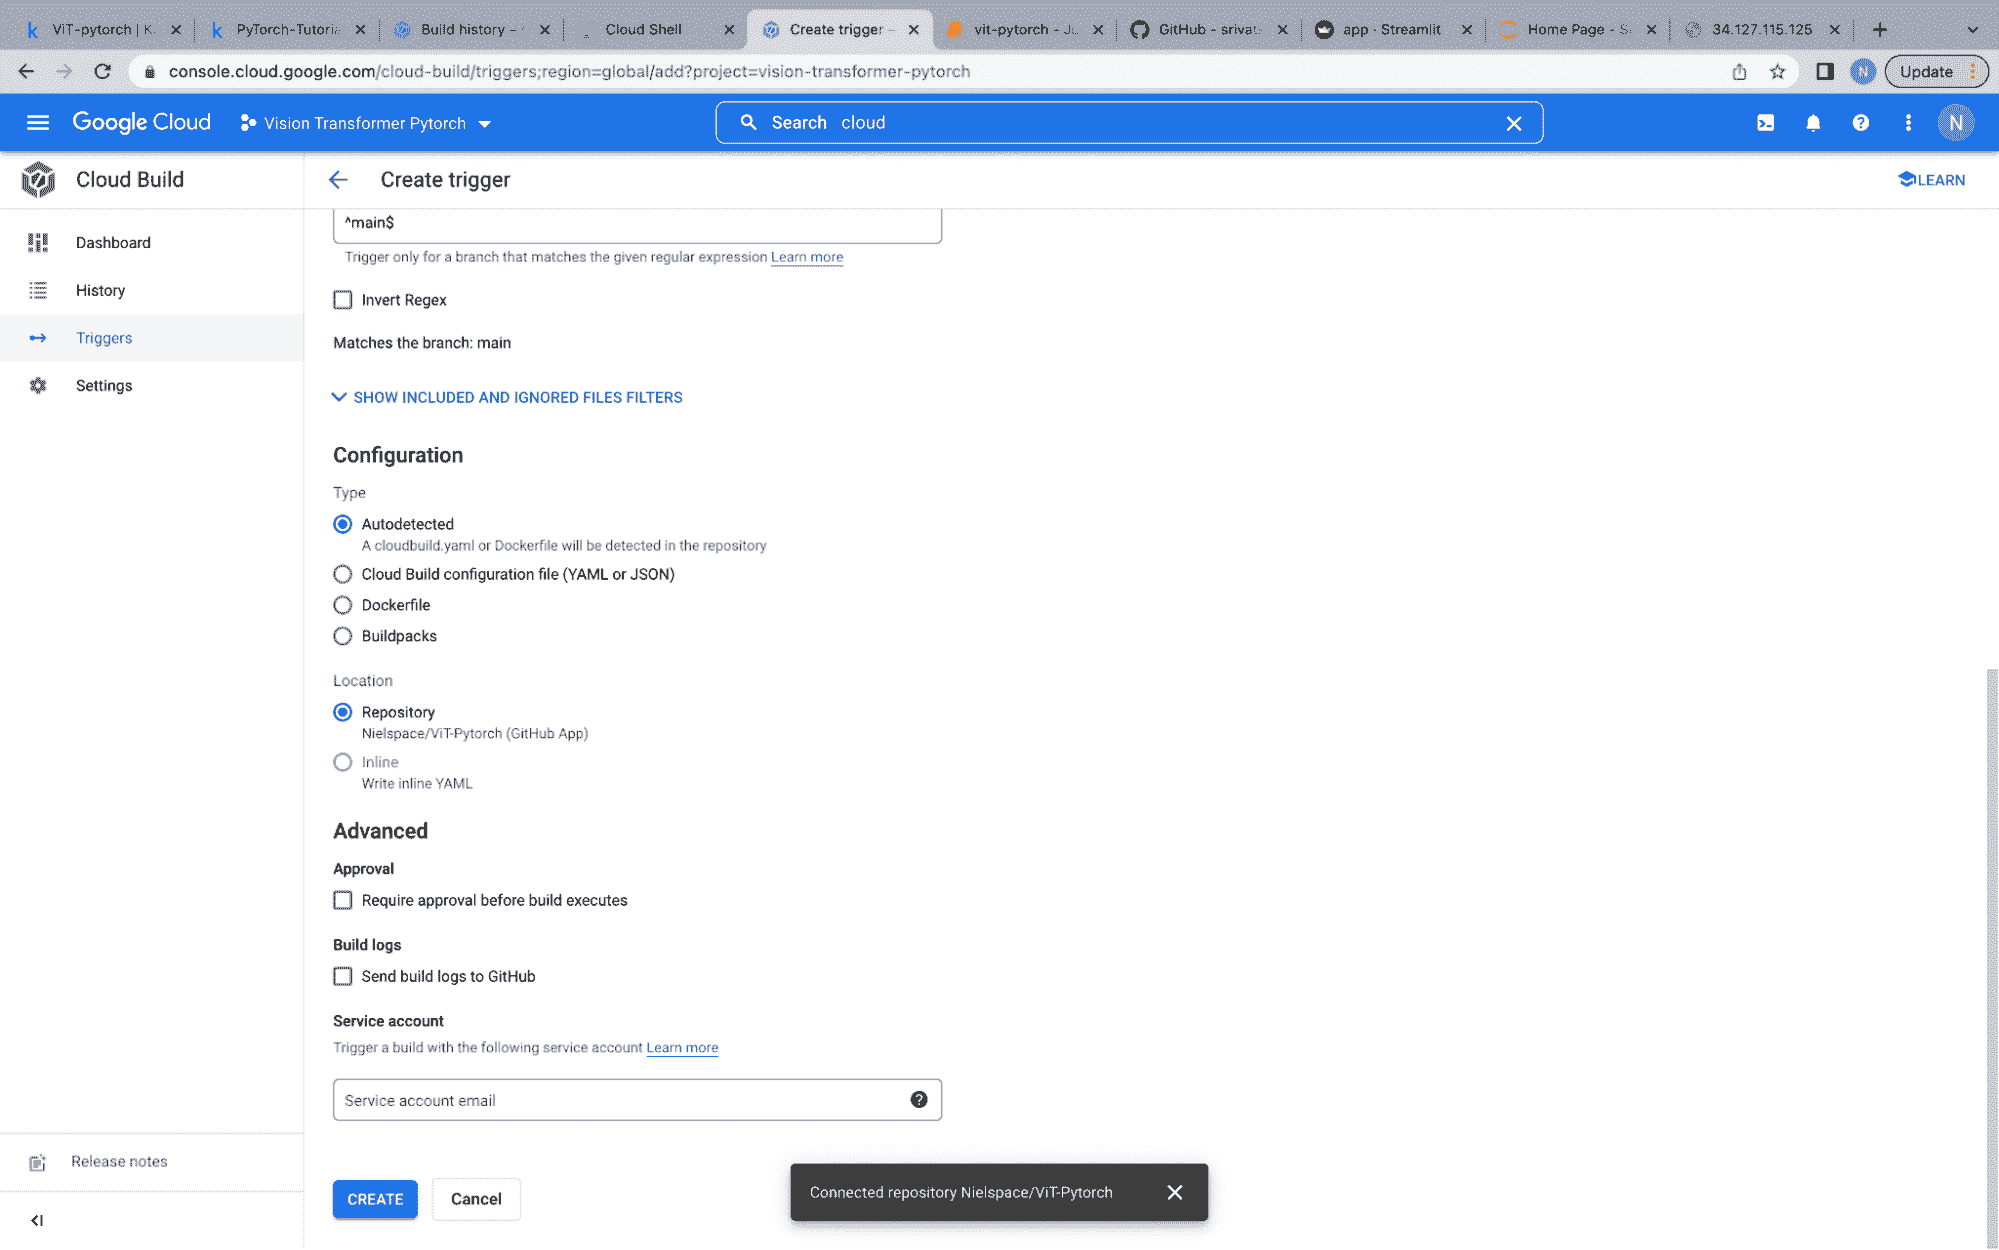 ViT-pytorch | K
PyTorch-Tutoria
Build history –
Cloud Shell
Create trigger –
vit-pytorch - Ju
GitHub - srivats
app · Streamlit
Home Page - S
34.127.115.125
console.cloud.google.com/cloud-build/triggers;region=global/add?project=vision-transformer-pytorch
N
Update
Google Cloud
Vision Transformer Pytorch
Search cloud
N
Cloud Build
Create trigger
LEARN
Dashboard
History
Triggers
Settings
^main$
Trigger only for a branch that matches the given regular expression Learn more
Invert Regex
Matches the branch: main
SHOW INCLUDED AND IGNORED FILES FILTERS
Configuration
Type
Autodetected
A cloudbuild.yaml or Dockerfile will be detected in the repository
Cloud Build configuration file (YAML or JSON)
Dockerfile
Buildpacks
Location
Repository
Nielspace/ViT-Pytorch (GitHub App)
Inline
Write inline YAML
Advanced
Approval
Require approval before build executes
Build logs
Send build logs to GitHub
Service account
Trigger a build with the following service account Learn more
Service account email
Release notes
CREATE
Cancel
Connected repository Nielspace/ViT-Pytorch